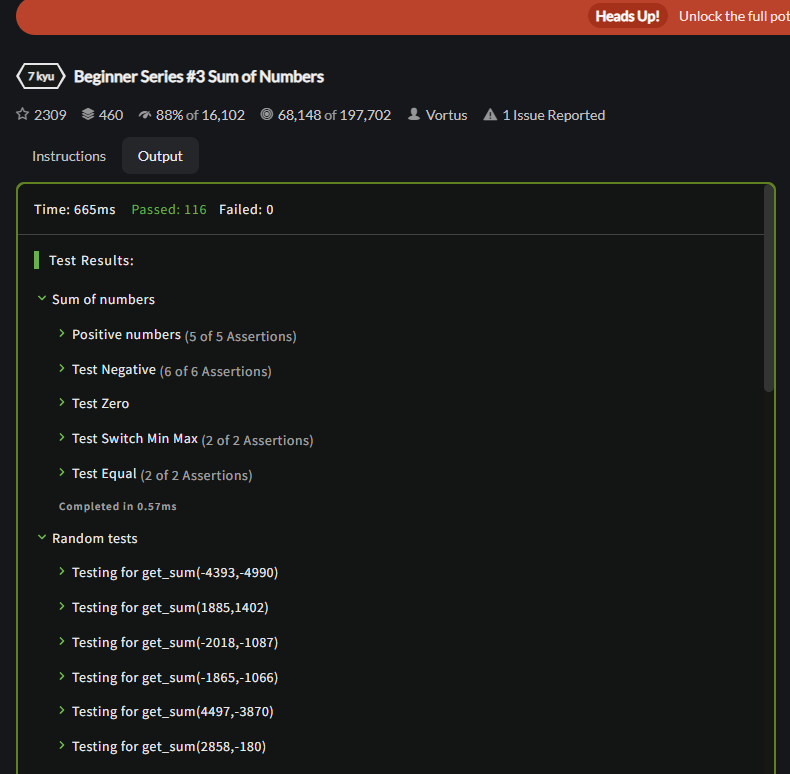 Heads Up! Unlock the full pot
7 kyu Beginner Series #3 Sum of Numbers
2309 460 88% of 16,102 68,148 of 197,702 Vortus 1 Issue Reported
Instructions Output
Time: 665ms Passed: 116 Failed: 0
Test Results:
Sum of numbers
Positive numbers (5 of 5 Assertions)
Test Negative (6 of 6 Assertions)
Test Zero
Test Switch Min Max (2 of 2 Assertions)
Test Equal (2 of 2 Assertions)
Completed in 0.57ms
Random tests
Testing for get_sum(-4393,-4990)
Testing for get_sum(1885,1402)
Testing for get_sum(-2018,-1087)
Testing for get_sum(-1865,-1066)
Testing for get_sum(4497,-3870)
Testing for get_sum(2858,-180)